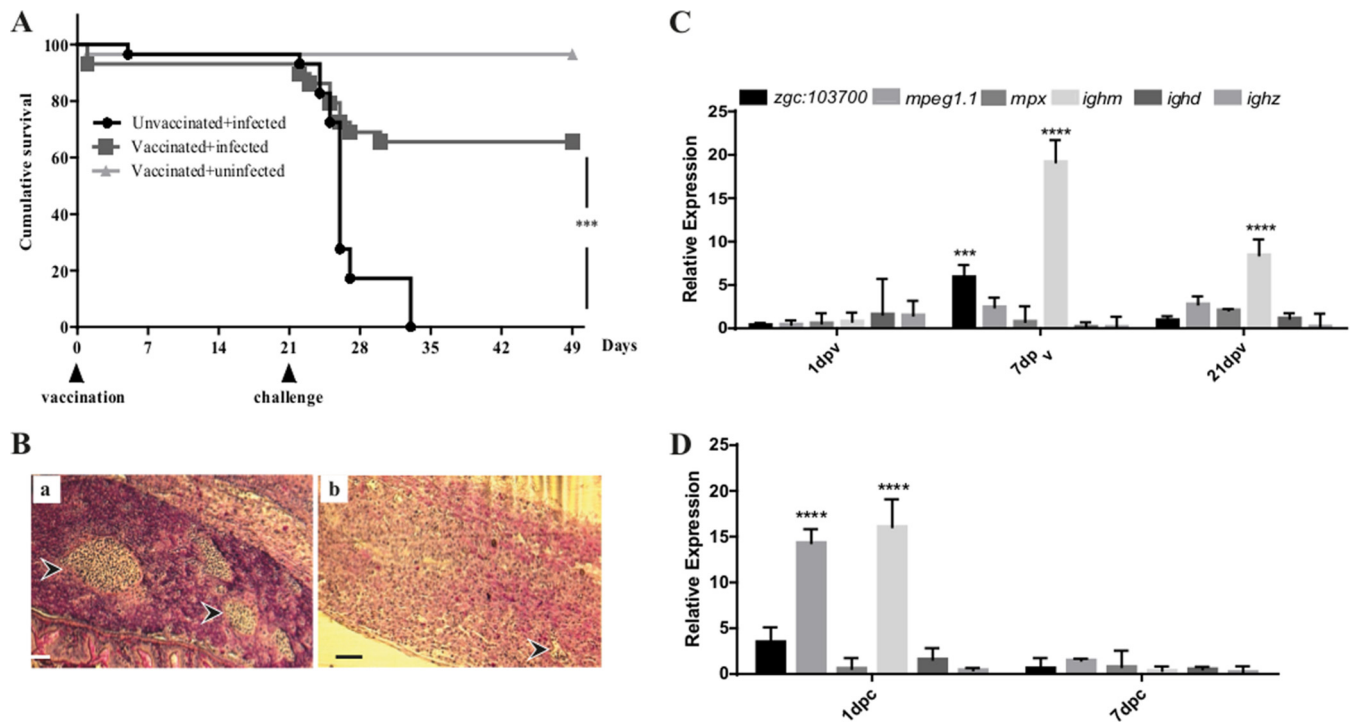 A
Cumulative survival
100
80
60
40
20
0
Unvaccinated+infected
Vaccinated+infected
Vaccinated+uninfected
***
0 7 14 21 28 35 42 49 Days
vaccination challenge
B
a b
C
zgc:103700 mpeg1.1 mpx ighm ighd ighz
Relative Expression
25
20
15
10
5
0
*** **** ****
1dpv 7dpv 21dpv
D
Relative Expression
25
20
15
10
5
0
**** ****
1dpc 7dpc